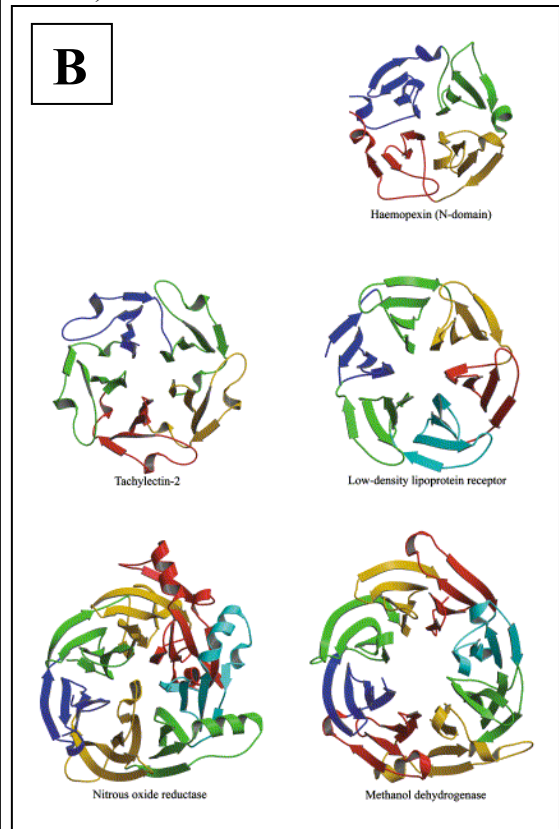 B
Haemopexin (N-domain)
Tachylectin-2
Low-density lipoprotein receptor
Nitrous oxide reductase
Methanol dehydrogenase